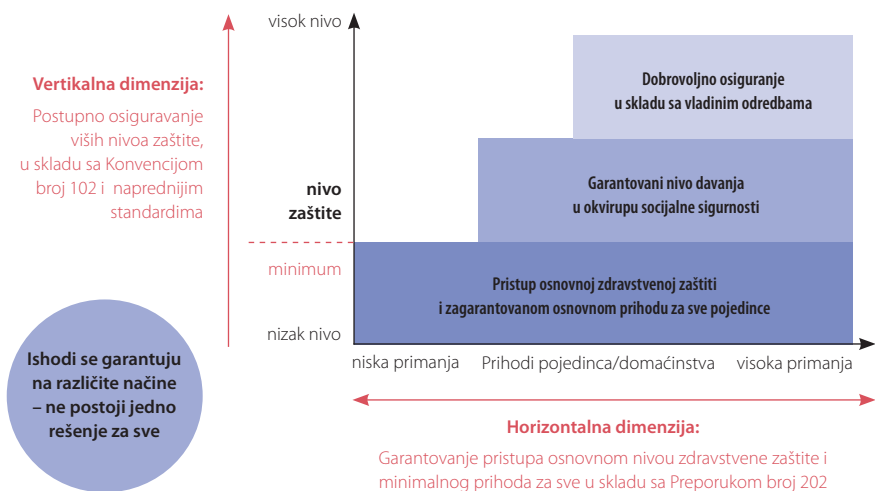 visok nivo
Vertikalna dimenzija:
Postupno osiguravanje
viših nivoa zaštite,
u skladu sa Konvencijom
broj 102 i naprednijim
standardima
nivo
zaštite
minimum
nizak nivo
Dobrovoljno osiguranje
u skladu sa vladinim odredbama
Garantovani nivo davanja
u okvirupu socijalne sigurnosti
Pristup osnovnoj zdravstvenoj zaštiti
i zagarantovanom osnovnom prihodu za sve pojedince
niska primanja
Prihodi pojedinca/domaćinstva
visoka primanja
Ishodi se garantuju
na različite načine
– ne postoji jedno
rešenje za sve
Horizontalna dimenzija:
Garantovanje pristupa osnovnom nivou zdravstvene zaštite i
minimalnog prihoda za sve u skladu sa Preporukom broj 202